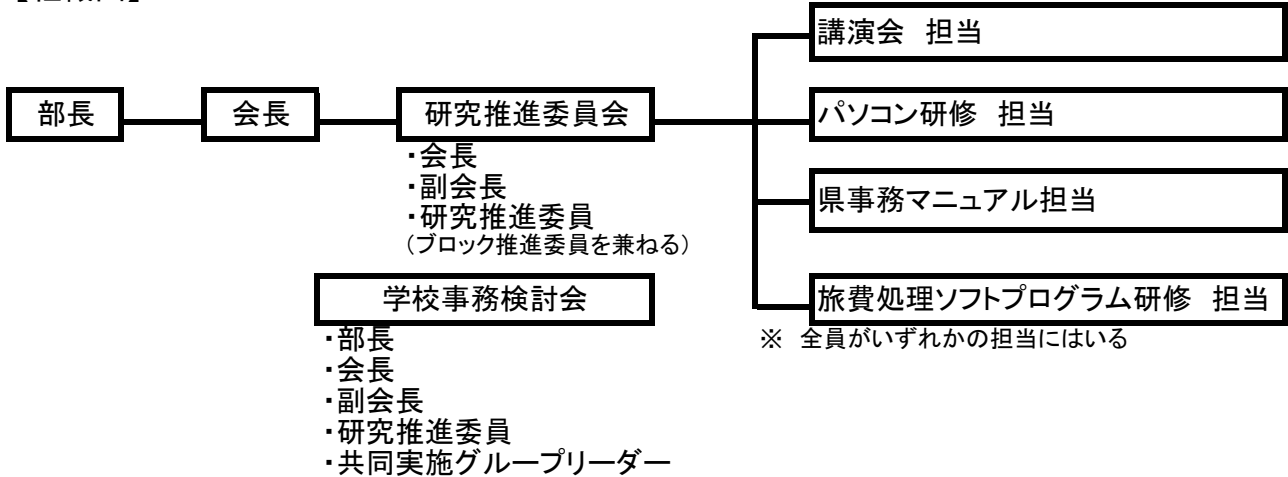 講演会 担当
部長
会長
研究推進委員会
パソコン研修 担当
・会長
・副会長
・研究推進委員
(ブロック推進委員を兼ねる)
県事務マニュアル担当
学校事務検討会
旅費処理ソフトプログラム研修 担当
・部長
・会長
・副会長
・研究推進委員
・共同実施グループリーダー
※ 全員がいずれかの担当にはいる